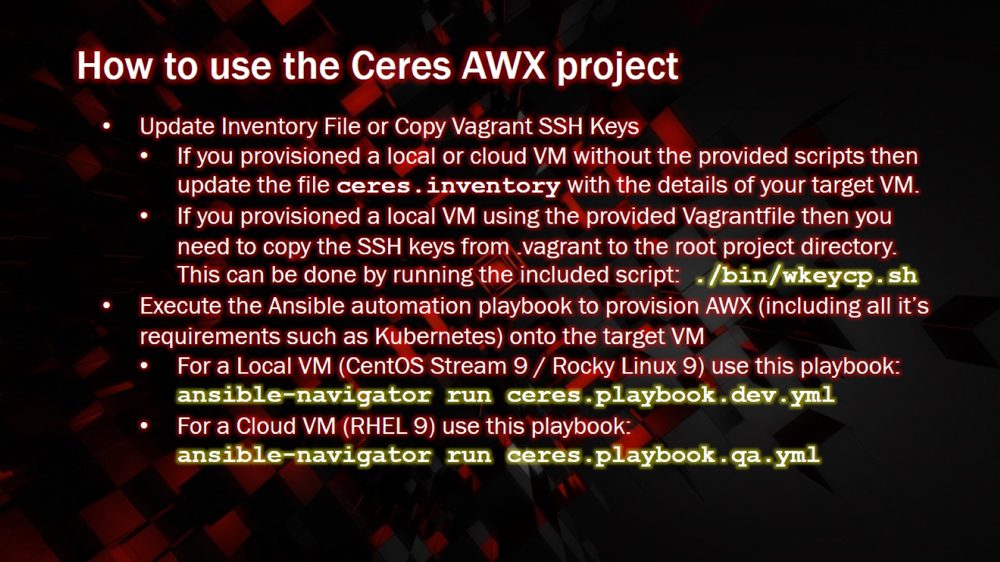 How to use the Ceres AWX project
• Update Inventory File or Copy Vagrant SSH Keys
• If you provisioned a local or cloud VM without the provided scripts then
update the file ceres.inventory with the details of your target VM.
• If you provisioned a local VM using the provided Vagrantfile then you
need to copy the SSH keys from .vagrant to the root project directory.
This can be done by running the included script: ./bin/wkeycp.sh
• Execute the Ansible automation playbook to provision AWX (including all it’s
requirements such as Kubernetes) onto the target VM
• For a Local VM (CentOS Stream 9 / Rocky Linux 9) use this playbook:
ansible-navigator run ceres.playbook.dev.yml
• For a Cloud VM (RHEL 9) use this playbook:
ansible-navigator run ceres.playbook.qa.yml